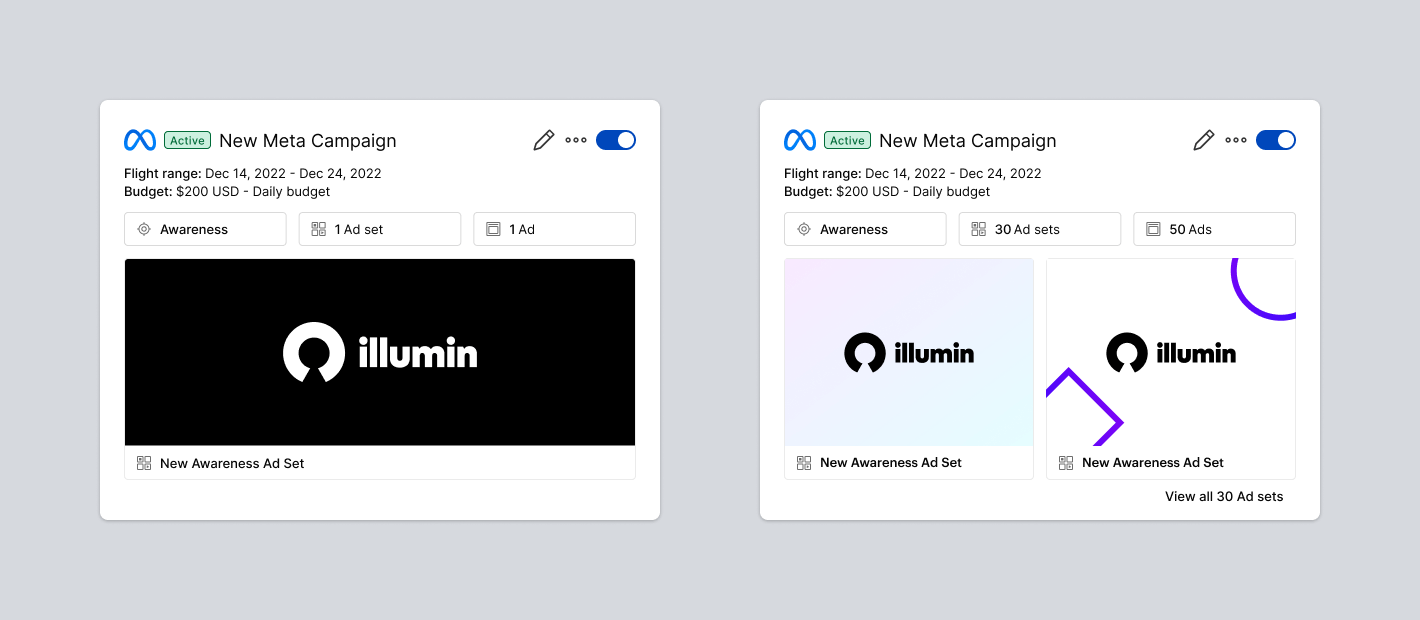 Active New Meta Campaign
Flight range: Dec 14, 2022 - Dec 24, 2022
Budget: $200 USD - Daily budget
Awareness
1 Ad set
1 Ad
illumin
New Awareness Ad Set
Active New Meta Campaign
Flight range: Dec 14, 2022 - Dec 24, 2022
Budget: $200 USD - Daily budget
Awareness
30 Ad sets
50 Ads
illumin
illumin
New Awareness Ad Set
New Awareness Ad Set
View all 30 Ad sets